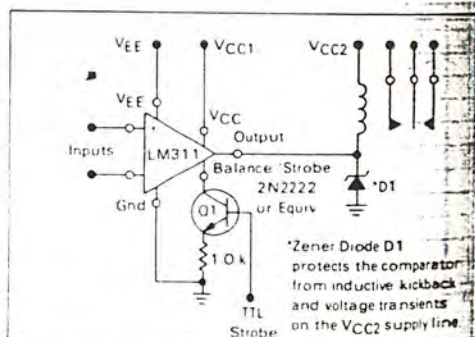 VEE
VCC1
VCC2
VEE
VCC
Output
LM311
Inputs
Balance Strobe
2N2222
or Equiv
Gnd
Q1
*D1
1.0 k
TTL
Strobe
*Zener Diode D1
protects the comparator
from inductive kickback
and voltage transients
on the VCC2 supply line.